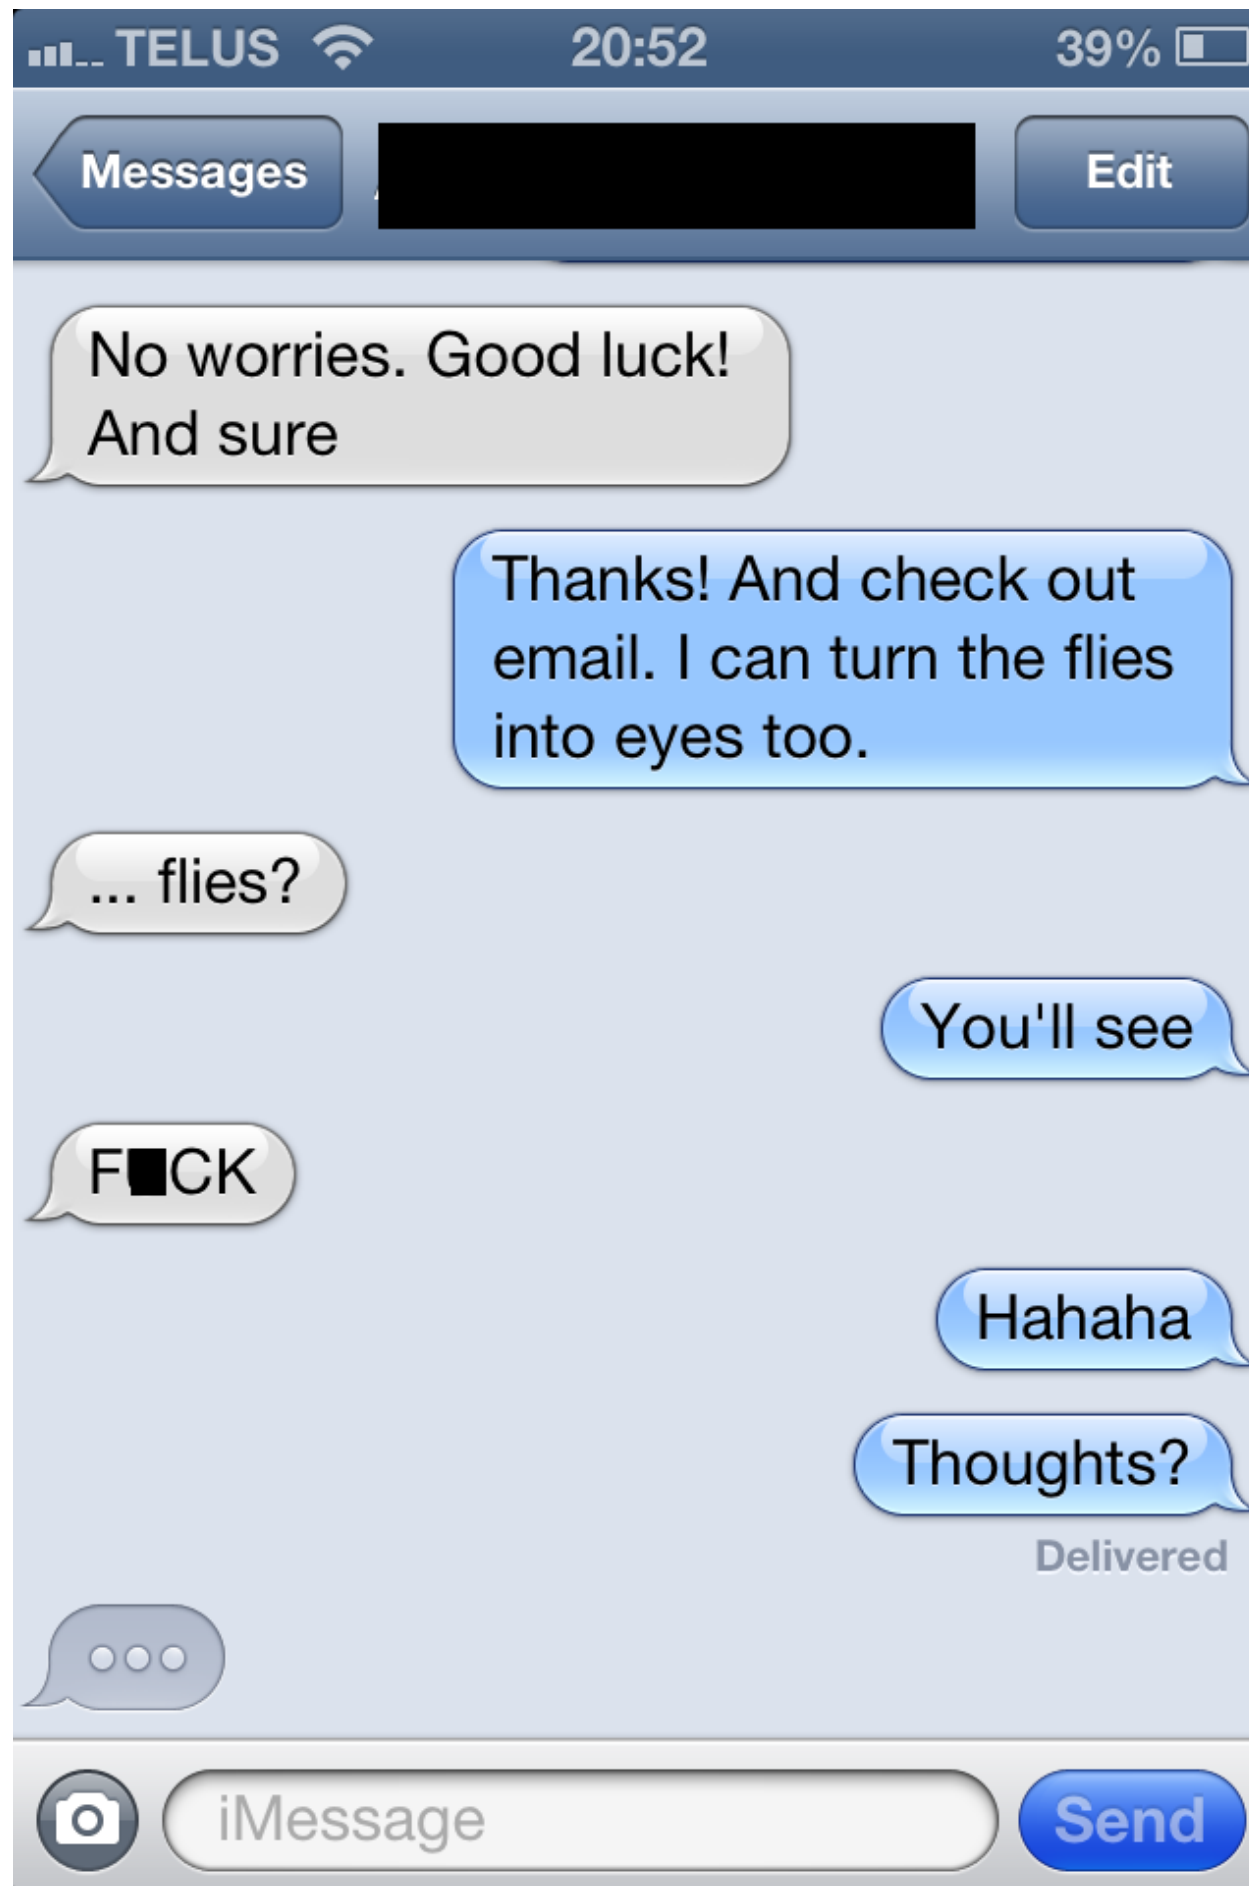 TELUS 20:52 39%
Messages Edit
No worries. Good luck!
And sure
Thanks! And check out
email. I can turn the flies
into eyes too.
... flies?
You'll see
F CK
Hahaha
Thoughts?
Delivered
iMessage Send